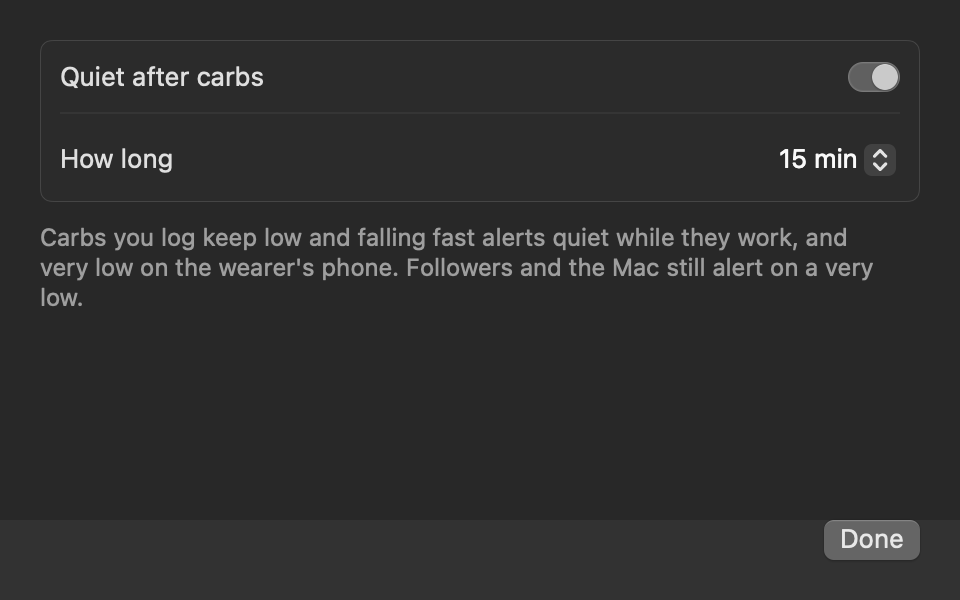 Quiet after carbs
How long
15 min
Carbs you log keep low and falling fast alerts quiet while they work, and
very low on the wearer's phone. Followers and the Mac still alert on a very
low.
Done